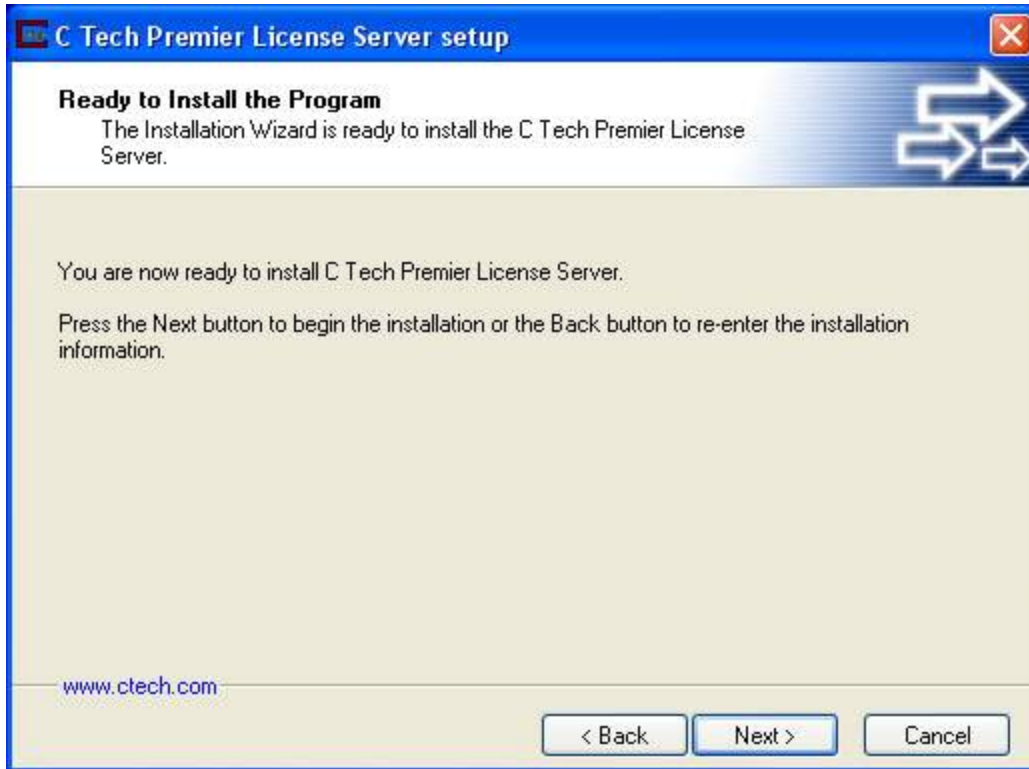 C Tech Premier License Server setup
Ready to Install the Program
The Installation Wizard is ready to install the C Tech Premier License
Server.
You are now ready to install C Tech Premier License Server.
Press the Next button to begin the installation or the Back button to re-enter the installation
information.
www.ctech.com
< Back
Next >
Cancel